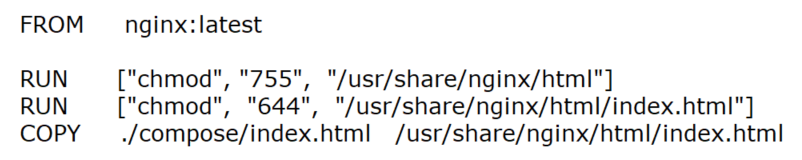 FROM nginx:latest
RUN ["chmod", "755", "/usr/share/nginx/html"]
RUN ["chmod", "644", "/usr/share/nginx/html/index.html"]
COPY ./compose/index.html /usr/share/nginx/html/index.html